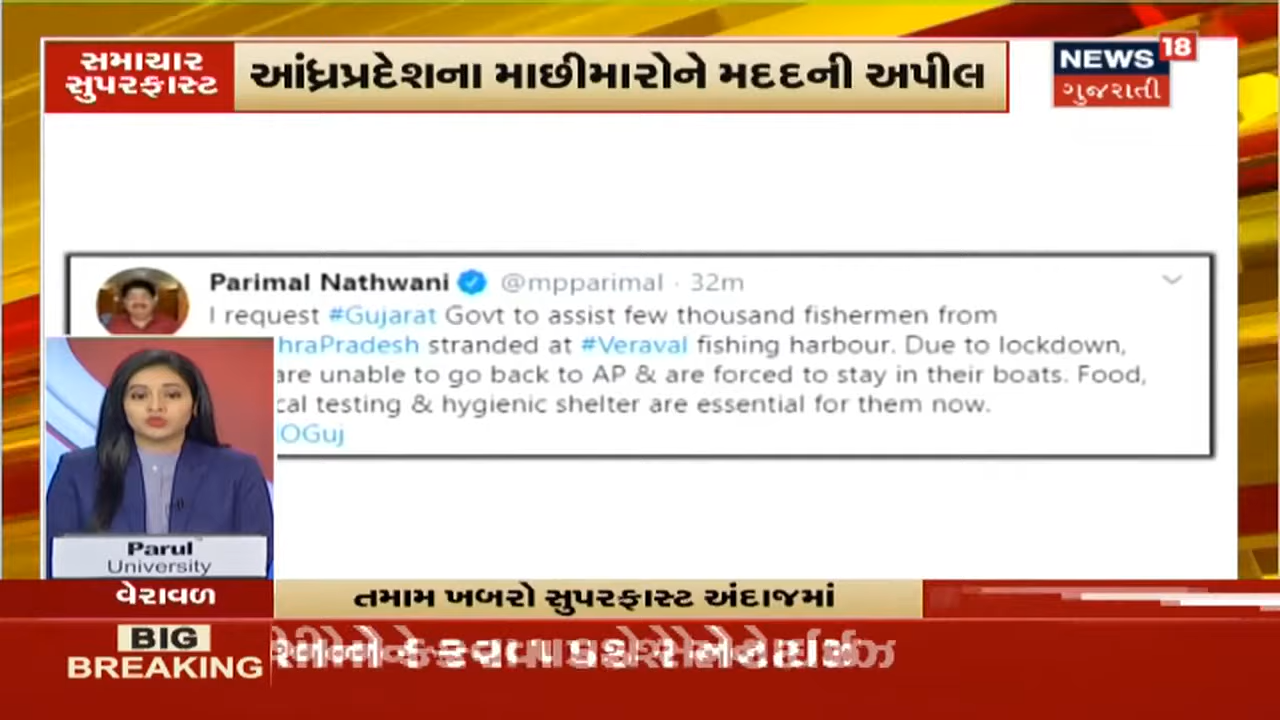 સમાચાર
સુપરફાસ્ટ
આંધ્રપ્રદેશના માછીમારોને મદદની અપીલ
NEWS 18
ગુજરાતી
Parimal Nathwani @mpparimal · 32m
I request #Gujarat Govt to assist few thousand fishermen from
hraPradesh stranded at #Veraval fishing harbour. Due to lockdown,
are unable to go back to AP & are forced to stay in their boats. Food,
cal testing & hygienic shelter are essential for them now.
OGuj
Parul
University
વેરાવળ
તમામ ખબરો સુપરફાસ્ટ અંદાજમાં
BIG
BREAKING